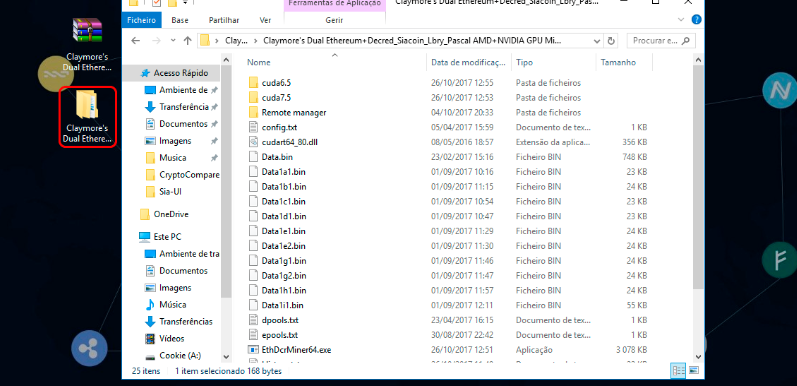 Ferramentas de Aplicação
Claymore's Dual Ethereum+Decred_Siacoin_Lbry_Pas...
Ficheiro Base Partilhar Ver Gerir
Clay... Claymore's Dual Ethereum+Decred_Siacoin_Lbry_Pascal AMD+NVIDIA GPU Mi... Procurar e...
Claymore's
Dual Ethere...
Claymore's
Dual Ethere...
Acesso Rápido
Ambiente de
Transferência
Documentos
Imagens
Musica
CryptoCompare
Sia-UI
OneDrive
Este PC
Ambiente de tra
Documentos
Imagens
Música
Transferências
Vídeos
Cookie (A:)
Nome Data de modificaç... Tipo Tamanho
cuda6.5 26/10/2017 12:55 Pasta de ficheiros
cuda7.5 26/10/2017 12:53 Pasta de ficheiros
Remote manager 04/10/2017 20:33 Pasta de ficheiros
config.txt 05/04/2017 15:59 Documento de tex... 1 KB
cudart64_80.dll 08/05/2016 18:57 Extensão da aplica... 356 KB
Data.bin 23/02/2017 15:16 Ficheiro BIN 748 KB
Data1a1.bin 01/09/2017 10:16 Ficheiro BIN 23 KB
Data1b1.bin 01/09/2017 11:15 Ficheiro BIN 24 KB
Data1c1.bin 01/09/2017 10:54 Ficheiro BIN 23 KB
Data1d1.bin 01/09/2017 10:47 Ficheiro BIN 23 KB
Data1e1.bin 01/09/2017 11:29 Ficheiro BIN 24 KB
Data1e2.bin 01/09/2017 11:30 Ficheiro BIN 24 KB
Data1g1.bin 01/09/2017 11:46 Ficheiro BIN 24 KB
Data1g2.bin 01/09/2017 11:47 Ficheiro BIN 24 KB
Data1h1.bin 01/09/2017 11:57 Ficheiro BIN 24 KB
Data1i1.bin 01/09/2017 12:11 Ficheiro BIN 55 KB
dpools.txt 23/04/2017 16:15 Documento de tex... 1 KB
epools.txt 30/08/2017 22:42 Documento de tex... 1 KB
EthDcrMiner64.exe 26/10/2017 12:51 Aplicação 3 078 KB
25 itens 1 item selecionado 168 bytes